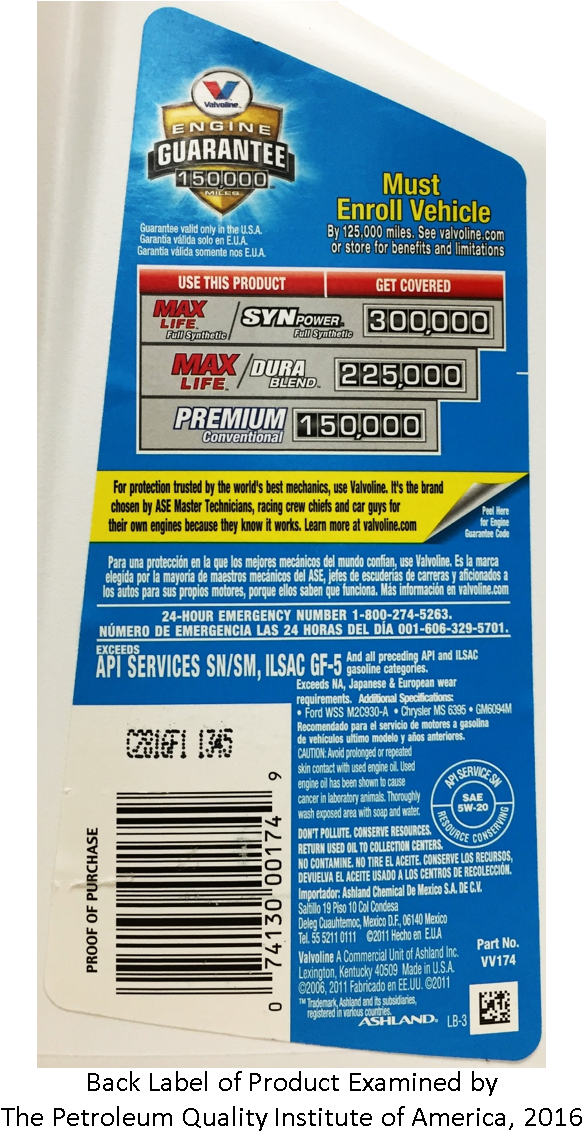 Valvoline™
ENGINE
GUARANTEE
150,000
MILES
Guarantee valid only in the U.S.A.
Garantía válida solo en E.U.A.
Garantía válida somente nos E.U.A.
Must
Enroll Vehicle
By 125,000 miles. See valvoline.com
or store for benefits and limitations
USE THIS PRODUCT GET COVERED
MAX LIFE™ Full Synthetic / SYNPOWER™ Full Synthetic 300,000
MAX LIFE™ / DURA BLEND™ 225,000
PREMIUM Conventional 150,000
For protection trusted by the world's best mechanics, use Valvoline. It's the brand
chosen by ASE Master Technicians, racing crew chiefs and car guys for
their own engines because they know it works. Learn more at valvoline.com
Peel Here
for Engine
Guarantee Code
Para una protección en la que los mejores mecánicos del mundo confían, use Valvoline. Es la marca
elegida por la mayoría de maestros mecánicos del ASE, jefes de escuderías de carreras y aficionados a
los autos para sus propios motores, porque ellos saben que funciona. Más información en valvoline.com
24-HOUR EMERGENCY NUMBER 1-800-274-5263.
NÚMERO DE EMERGENCIA LAS 24 HORAS DEL DÍA 001-606-329-5701.
EXCEEDS
API SERVICES SN/SM, ILSAC GF-5 And all preceding API and ILSAC
gasoline categories.
Exceeds NA, Japanese & European wear
requirements. Additional Specifications:
• Ford WSS M2C930-A • Chrysler MS 6395 • GM6094M
Recomendado para el servicio de motores a gasolina
de vehículos ultimo modelo y años anteriores.
CAUTION: Avoid prolonged or repeated
skin contact with used engine oil. Used
engine oil has been shown to cause
cancer in laboratory animals. Thoroughly
wash exposed area with soap and water.
API SERVICE SN
SAE
5W-20
RESOURCE CONSERVING
DON'T POLLUTE. CONSERVE RESOURCES.
RETURN USED OIL TO COLLECTION CENTERS.
NO CONTAMINE. NO TIRE EL ACEITE. CONSERVE LOS RECURSOS,
DEVUELVA EL ACEITE USADO A LOS CENTROS DE RECOLECCIÓN.
Importador: Ashland Chemical De Mexico S.A. DE C.V.
Saltillo 19 Piso 10 Col Condesa
Deleg Cuauhtemoc, Mexico D.F., 06140 Mexico
Tel. 55 5211 0111 ©2011 Hecho en E.U.A
Valvoline A Commercial Unit of Ashland Inc.
Lexington, Kentucky 40509 Made in U.S.A.
©2006, 2011 Fabricado en EE.UU. ©2011
™ Trademark, Ashland and its subsidiaries,
registered in various countries.
ASHLAND® LB-3
Part No.
VV174
C2816F1 1345
PROOF OF PURCHASE
0 74130 00174 9
Back Label of Product Examined by
The Petroleum Quality Institute of America, 2016